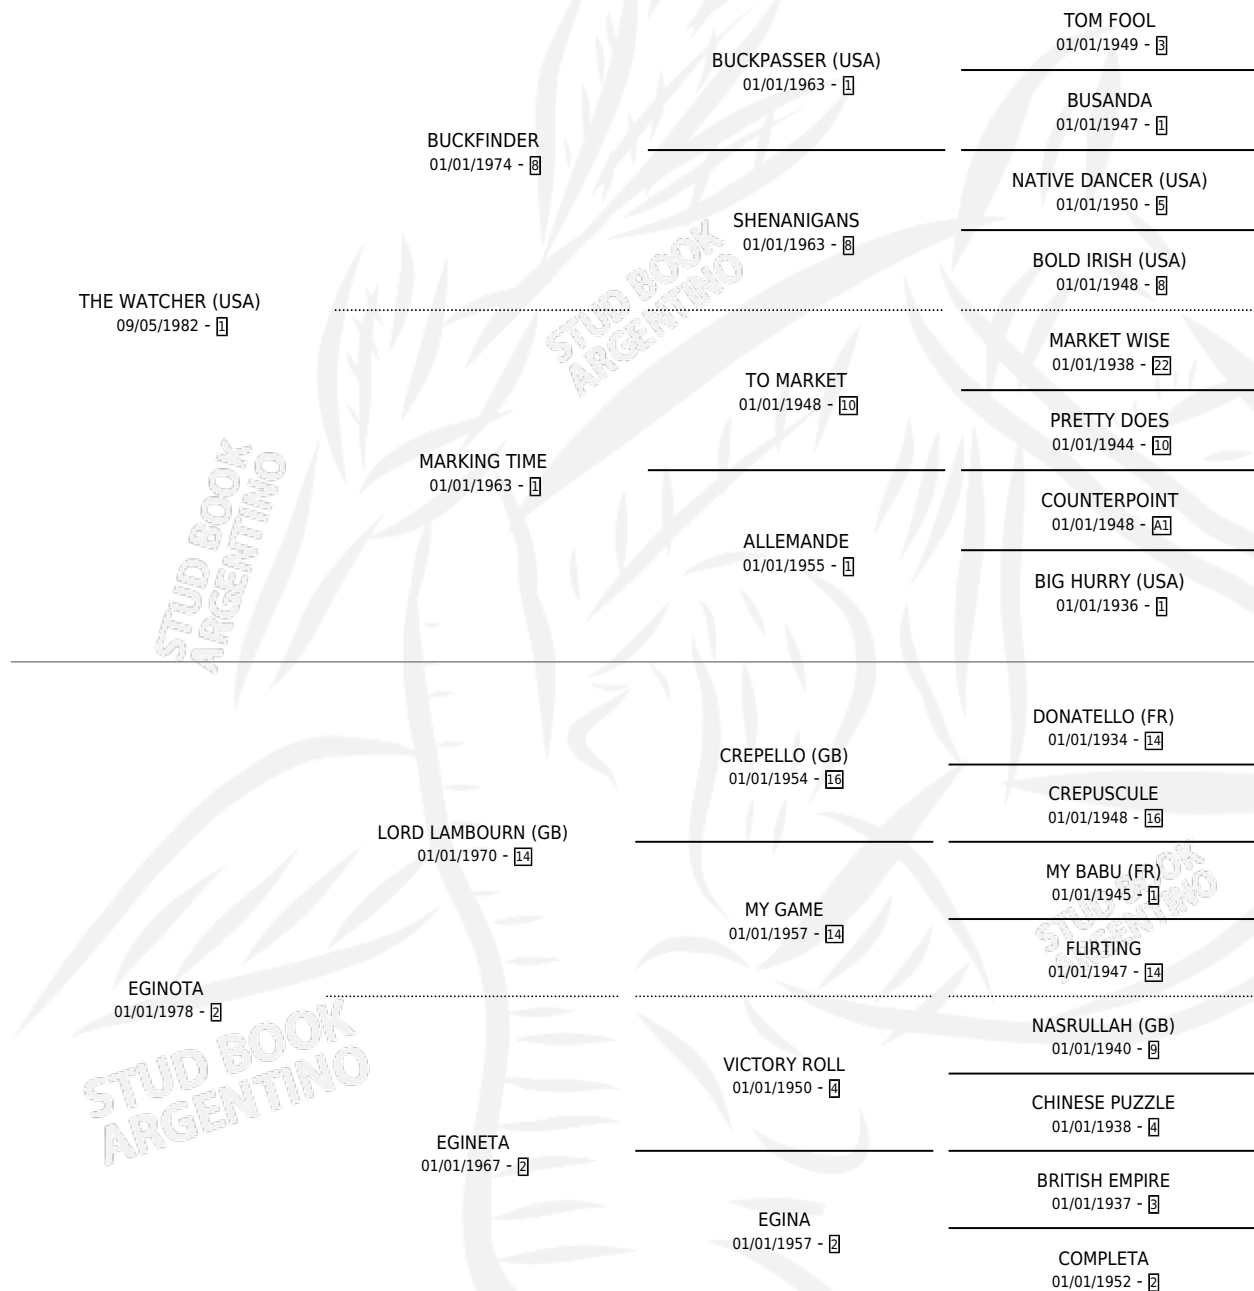 TOM FOOL
01/01/1949 - 3
BUCKPASSER (USA)
01/01/1963 - 1
BUSANDA
01/01/1947 - 1
BUCKFINDER
01/01/1974 - 8
NATIVE DANCER (USA)
01/01/1950 - 5
SHENANIGANS
01/01/1963 - 8
BOLD IRISH (USA)
01/01/1948 - 8
THE WATCHER (USA)
09/05/1982 - 1
MARKET WISE
01/01/1938 - 22
TO MARKET
01/01/1948 - 10
PRETTY DOES
01/01/1944 - 10
MARKING TIME
01/01/1963 - 1
COUNTERPOINT
01/01/1948 - A1
ALLEMANDE
01/01/1955 - 1
BIG HURRY (USA)
01/01/1936 - 1
DONATELLO (FR)
01/01/1934 - 14
CREPELLO (GB)
01/01/1954 - 16
CREPUSCULE
01/01/1948 - 16
LORD LAMBOURN (GB)
01/01/1970 - 14
MY BABU (FR)
01/01/1945 - 1
MY GAME
01/01/1957 - 14
FLIRTING
01/01/1947 - 14
EGINOTA
01/01/1978 - 2
NASRULLAH (GB)
01/01/1940 - 9
VICTORY ROLL
01/01/1950 - 4
CHINESE PUZZLE
01/01/1938 - 4
EGINETA
01/01/1967 - 2
BRITISH EMPIRE
01/01/1937 - 3
EGINA
01/01/1957 - 2
COMPLETA
01/01/1952 - 2
STUD BOOK
ARGENTINO
STUD BOOK
ARGENTINO
STUD BOOK
ARGENTINO
STUD BOOK
ARGENTINO